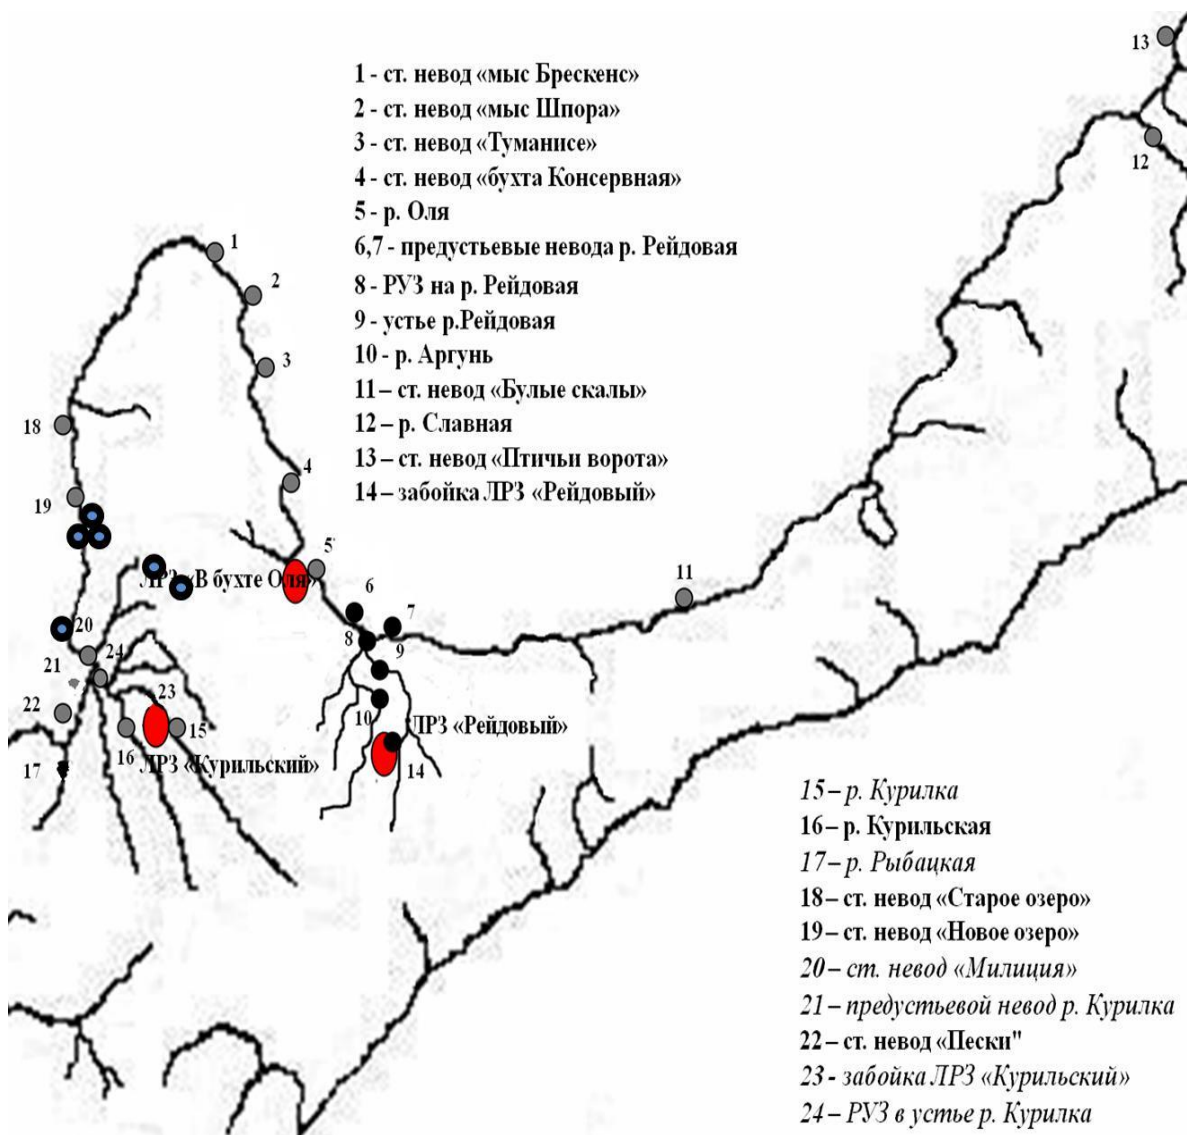 1 - ст. невод «мыс Брескенс»
2 - ст. невод «мыс Шпора»
3 - ст. невод «Туманисе»
4 - ст. невод «бухта Консервная»
5 - р. Оля
6,7 - предустьевые невода р. Рейдовая
8 - РУЗ на р. Рейдовая
9 - устье р.Рейдовая
10 - р. Аргунь
11 – ст. невод «Булые скалы»
12 – р. Славная
13 – ст. невод «Птичьи ворота»
14 – забойка ЛРЗ «Рейдовый»
13
12
1
2
3
18
4
19
5
ЛРЗ «В бухте Оля»
11
6
7
20
8
9
21
24
22
23
10
ЛРЗ «Рейдовый»
16
15
17
ЛРЗ «Курильский»
14
15 – р. Курилка
16 – р. Курильская
17 – р. Рыбацкая
18 – ст. невод «Старое озеро»
19 – ст. невод «Новое озеро»
20 – ст. невод «Милиция»
21 – предустьевой невод р. Курилка
22 – ст. невод «Пески"
23 - забойка ЛРЗ «Курильский»
24 – РУЗ в устье р. Курилка